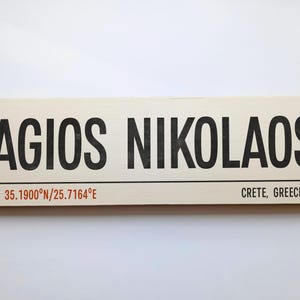 AGIOS NIKOLAOS
35.1900°N/25.7164°E CRETE, GREECE